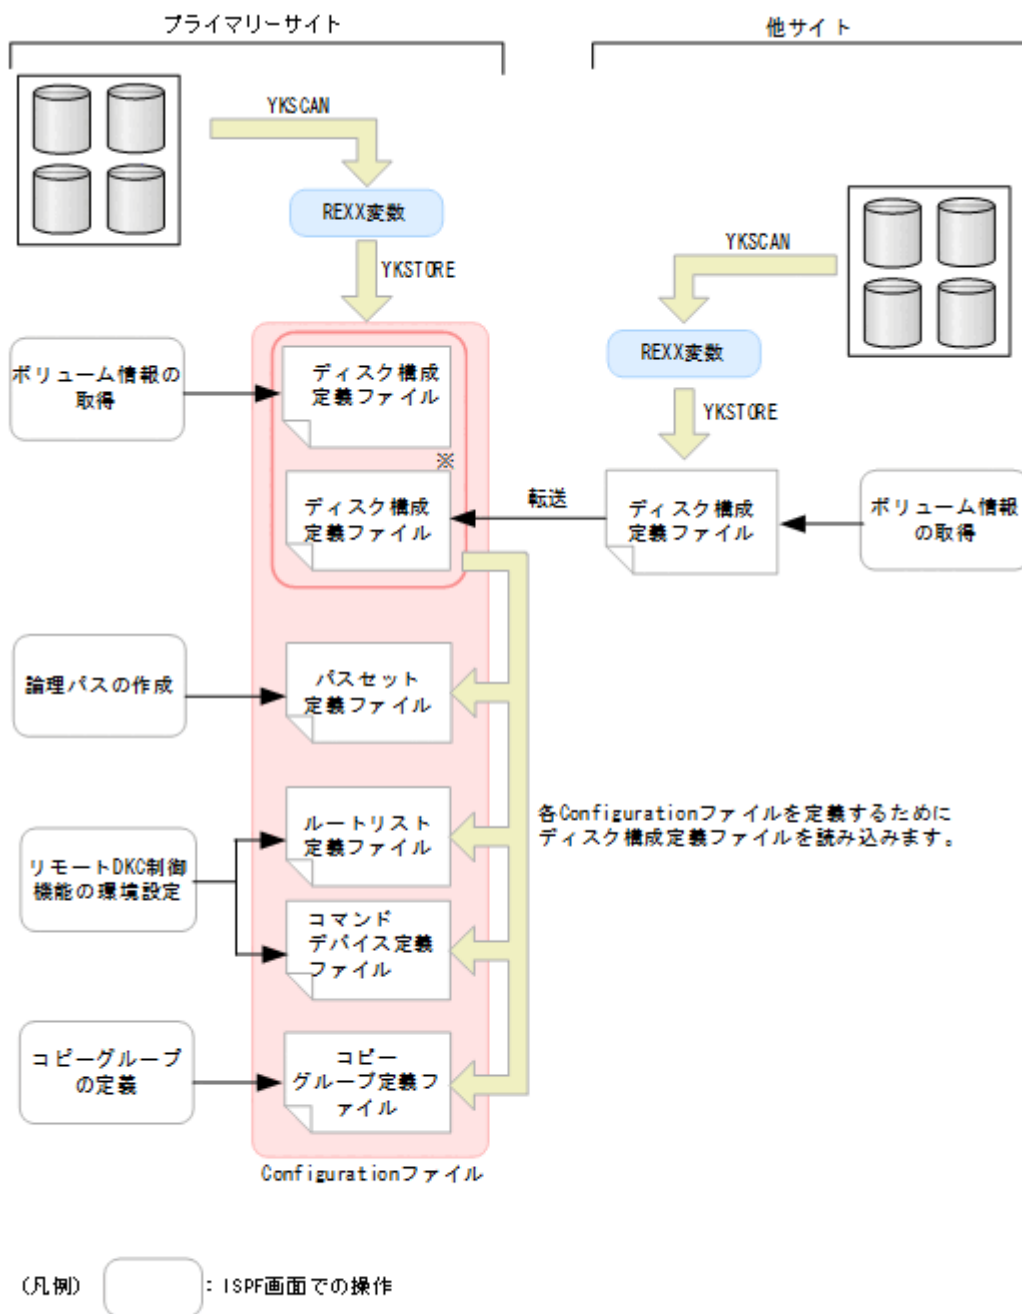 プライマリーサイト
他サイト
YKSCAN
REXX変数
YKSTORE
YKSCAN
REXX変数
YKSTORE
ボリューム情報の
取得
ディスク構成
定義ファイル
※
ディスク構成
定義ファイル
転送
ディスク構成
定義ファイル
ボリューム情報
の取得
論理パスの作成
パスセット
定義ファイル
各Configurationファイルを定義するために
ディスク構成定義ファイルを読み込みます。
リモートDKC制御
機能の環境設定
ルートリスト
定義ファイル
コマンド
デバイス定義
ファイル
コピーグループ
の定義
コピー
グループ定義フ
ァイル
Configurationファイル
(凡例)
: ISPF画面での操作